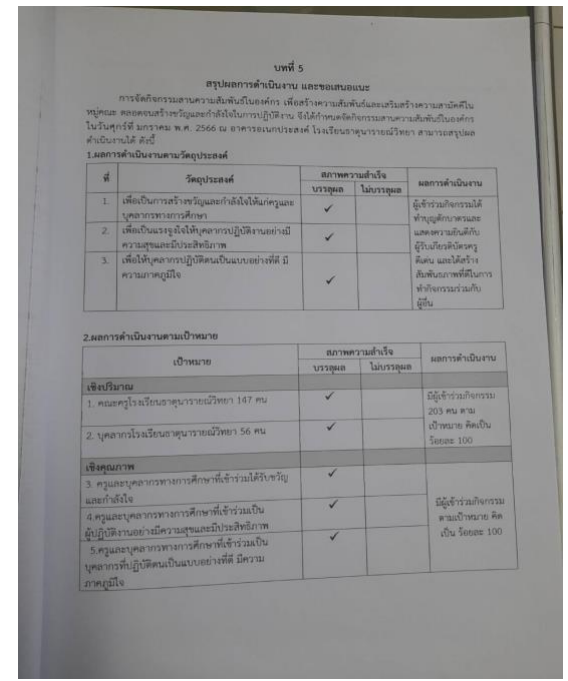 บทที่ 5
สรุปผลการดำเนินงาน และขอเสนอแนะ
การจัดกิจกรรมสานความสัมพันธ์ในองค์กร เพื่อสร้างความสัมพันธ์และเสริมสร้างความสามัคคีใน
หมู่คณะ ตลอดจนสร้างขวัญและกำลังใจในการปฏิบัติงาน จึงได้กำหนดจัดกิจกรรมสานความสัมพันธ์ในองค์กร
ในวันศุกร์ที่ มกราคม พ.ศ. 2566 ณ อาคารอเนกประสงค์ โรงเรียนธาตุนารายณ์วิทยา สามารถสรุปผล
ดำเนินงานได้ ดังนี้
1.ผลการดำเนินงานตามวัตถุประสงค์
ที่ วัตถุประสงค์ สภาพความสำเร็จ ผลการดำเนินงาน
บรรลุผล ไม่บรรลุผล
1. เพื่อเป็นการสร้างขวัญและกำลังใจให้แก่ครูและ
บุคลากรทางการศึกษา ✓
2. เพื่อเป็นแรงจูงใจให้บุคลากรปฏิบัติงานอย่างมี
ความสุขและมีประสิทธิภาพ ✓
3. เพื่อให้บุคลากรปฏิบัติตนเป็นแบบอย่างที่ดี มี
ความภาคภูมิใจ ✓
ผู้เข้าร่วมกิจกรรมได้
ทำบุญตักบาตรและ
แสดงความยินดีกับ
ผู้รับเกียรติบัตรครู
ดีเด่น และได้สร้าง
สัมพันธภาพที่ดีในการ
ทำกิจกรรมร่วมกับ
ผู้อื่น
2.ผลการดำเนินงานตามเป้าหมาย
เป้าหมาย สภาพความสำเร็จ ผลการดำเนินงาน
บรรลุผล ไม่บรรลุผล
เชิงปริมาณ
1. คณะครูโรงเรียนธาตุนารายณ์วิทยา 147 คน ✓
2. บุคลากรโรงเรียนธาตุนารายณ์วิทยา 56 คน ✓
มีผู้เข้าร่วมกิจกรรม
203 คน ตาม
เป้าหมาย คิดเป็น
ร้อยละ 100
เชิงคุณภาพ
3. ครูและบุคลากรทางการศึกษาที่เข้าร่วมได้รับขวัญ
และกำลังใจ ✓
4.ครูและบุคลากรทางการศึกษาที่เข้าร่วมเป็น
ผู้ปฏิบัติงานอย่างมีความสุขและมีประสิทธิภาพ ✓
5.ครูและบุคลากรทางการศึกษาที่เข้าร่วมเป็น
บุคลากรที่ปฏิบัติตนเป็นแบบอย่างที่ดี มีความ
ภาคภูมิใจ ✓
มีผู้เข้าร่วมกิจกรรม
ตามเป้าหมาย คิด
เป็น ร้อยละ 100